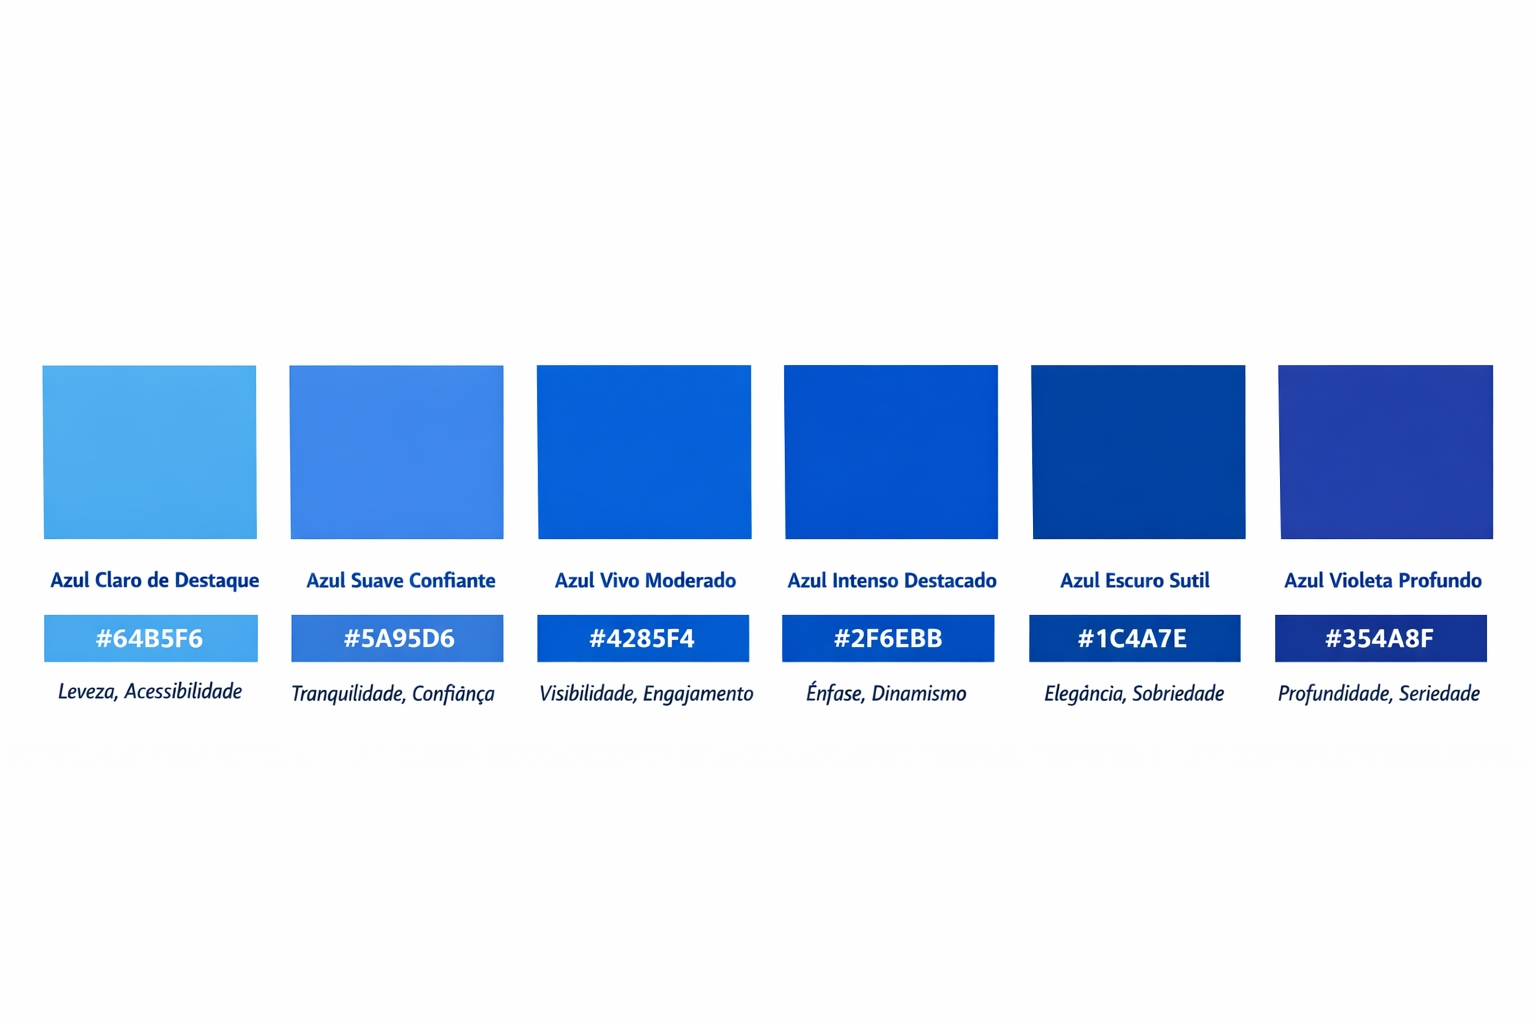 Azul Claro de Destaque
Azul Suave Confiante
Azul Vivo Moderado
Azul Intenso Destacado
Azul Escuro Sutil
Azul Violeta Profundo
#64B5F6
#5A95D6
#4285F4
#2F6EBB
#1C4A7E
#354A8F
Leveza, Acessibilidade
Tranquilidade, Confiânça
Visibilidade, Engajamento
Énfase, Dinamismo
Elegáncia, Sobriedade
Profundidade, Seriedade